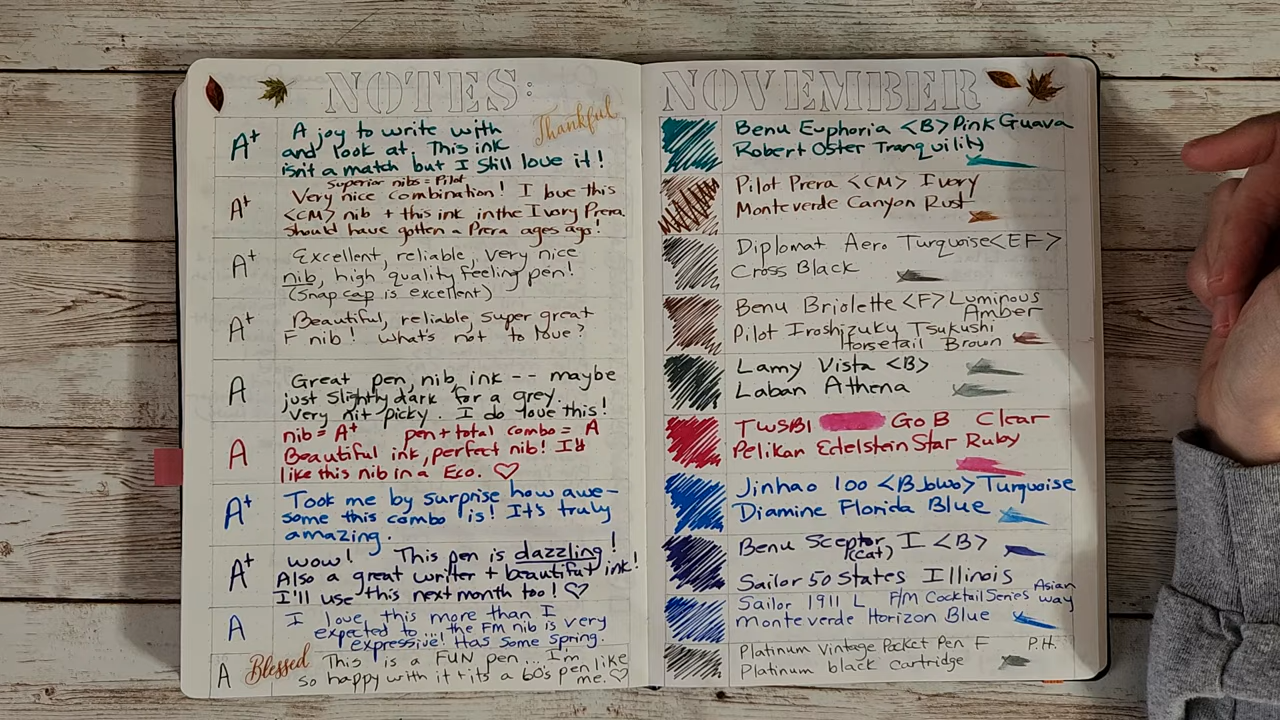 NOTES:
Thankful
A+
A joy to write with
and look at. This ink
isn't a match but I still love it!
A+
Superior nibs = Pilot
Very nice combination! I love this
<CM> nib + this ink in the Ivory Prera.
Should have gotten a Prera ages ago!
A+
Excellent, reliable, very nice
nib, high quality feeling pen!
(Snap cap is excellent)
A+
Beautiful, reliable, super great
F nib! What's not to love?
A
Great pen, nib, ink -- maybe
just slightly dark for a grey.
Very nit picky. I do love this!
A
nib = A+ pen + total combo = A
Beautiful ink, perfect nib! I'd
like this nib in a Eco. ♡
A+
Took me by surprise how awe-
some this combo is! It's truly
amazing.
A+
Wow! This pen is dazzling!
Also a great writer + beautiful ink!
I'll use this next month too! ♡
A
I love this more than I
expected to... the FM nib is very
expressive! Has some spring.
A
Blessed
This is a FUN pen... I'm
so happy with it + its a 60's pen like
me. ♡
NOVEMBER
Benu Euphoria <B> Pink Guava
Robert Oster Tranquility
Pilot Prera <CM> Ivory
Monteverde Canyon Rust
Diplomat Aero Turquoise <EF>
Cross Black
Benu Briolette <F> Luminous
Amber
Pilot Iroshizuku Tsukushi
Horsetail Brown
Lamy Vista <B>
Laban Athena
TWSBI Go B Clear
Pelikan Edelstein Star Ruby
Jinhao 100 <B Jowo> Turquoise
Diamine Florida Blue
Benu Scepter I <B>
(Cat)
Sailor 50 States Illinois
Sailor 1911 L F/M Cocktail Series Asian
Way
Monteverde Horizon Blue
Platinum Vintage Pocket Pen F P.H.
Platinum black Cartridge